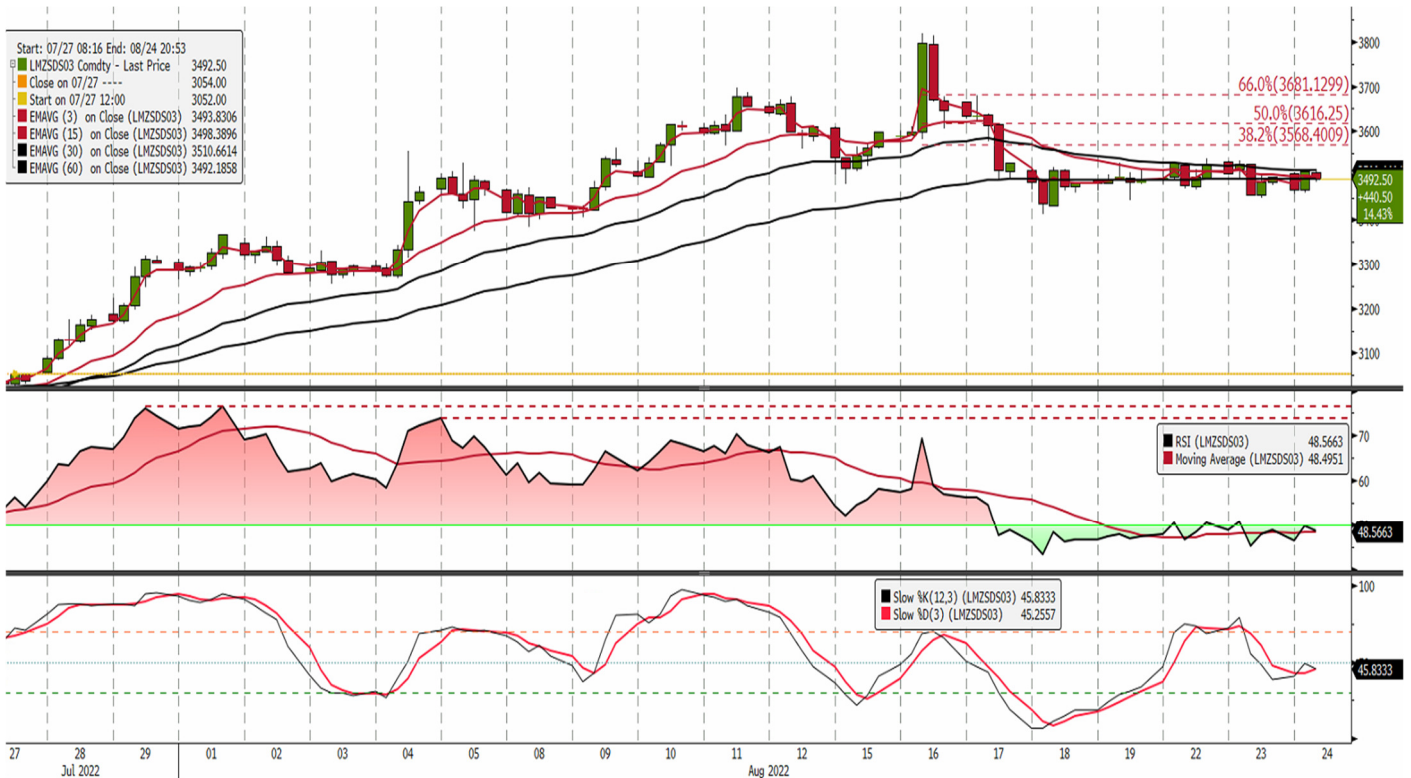 Start: 07/27 08:16 End: 08/24 20:53
LMZSDS03 Comdty - Last Price 3492.50
Close on 07/27 ---- 3054.00
Start on 07/27 12:00 3052.00
EMAVG (3) on Close (LMZSDS03) 3493.8306
EMAVG (15) on Close (LMZSDS03) 3498.3896
EMAVG (30) on Close (LMZSDS03) 3510.6614
EMAVG (60) on Close (LMZSDS03) 3492.1858
66.0%(3681.1299)
50.0%(3616.25)
38.2%(3568.4009)
3800
3700
3600
3492.50
+440.50
14.43%
3300
3200
3100
RSI (LMZSDS03) 48.5663
Moving Average (LMZSDS03) 48.4951
70
60
48.5663
Slow %K(12,3) (LMZSDS03) 45.8333
Slow %D(3) (LMZSDS03) 45.2557
100
45.8333
27 28 29 01 02 03 04 05 08 09 10 11 12 15 16 17 18 19 22 23 24
Jul 2022 Aug 2022